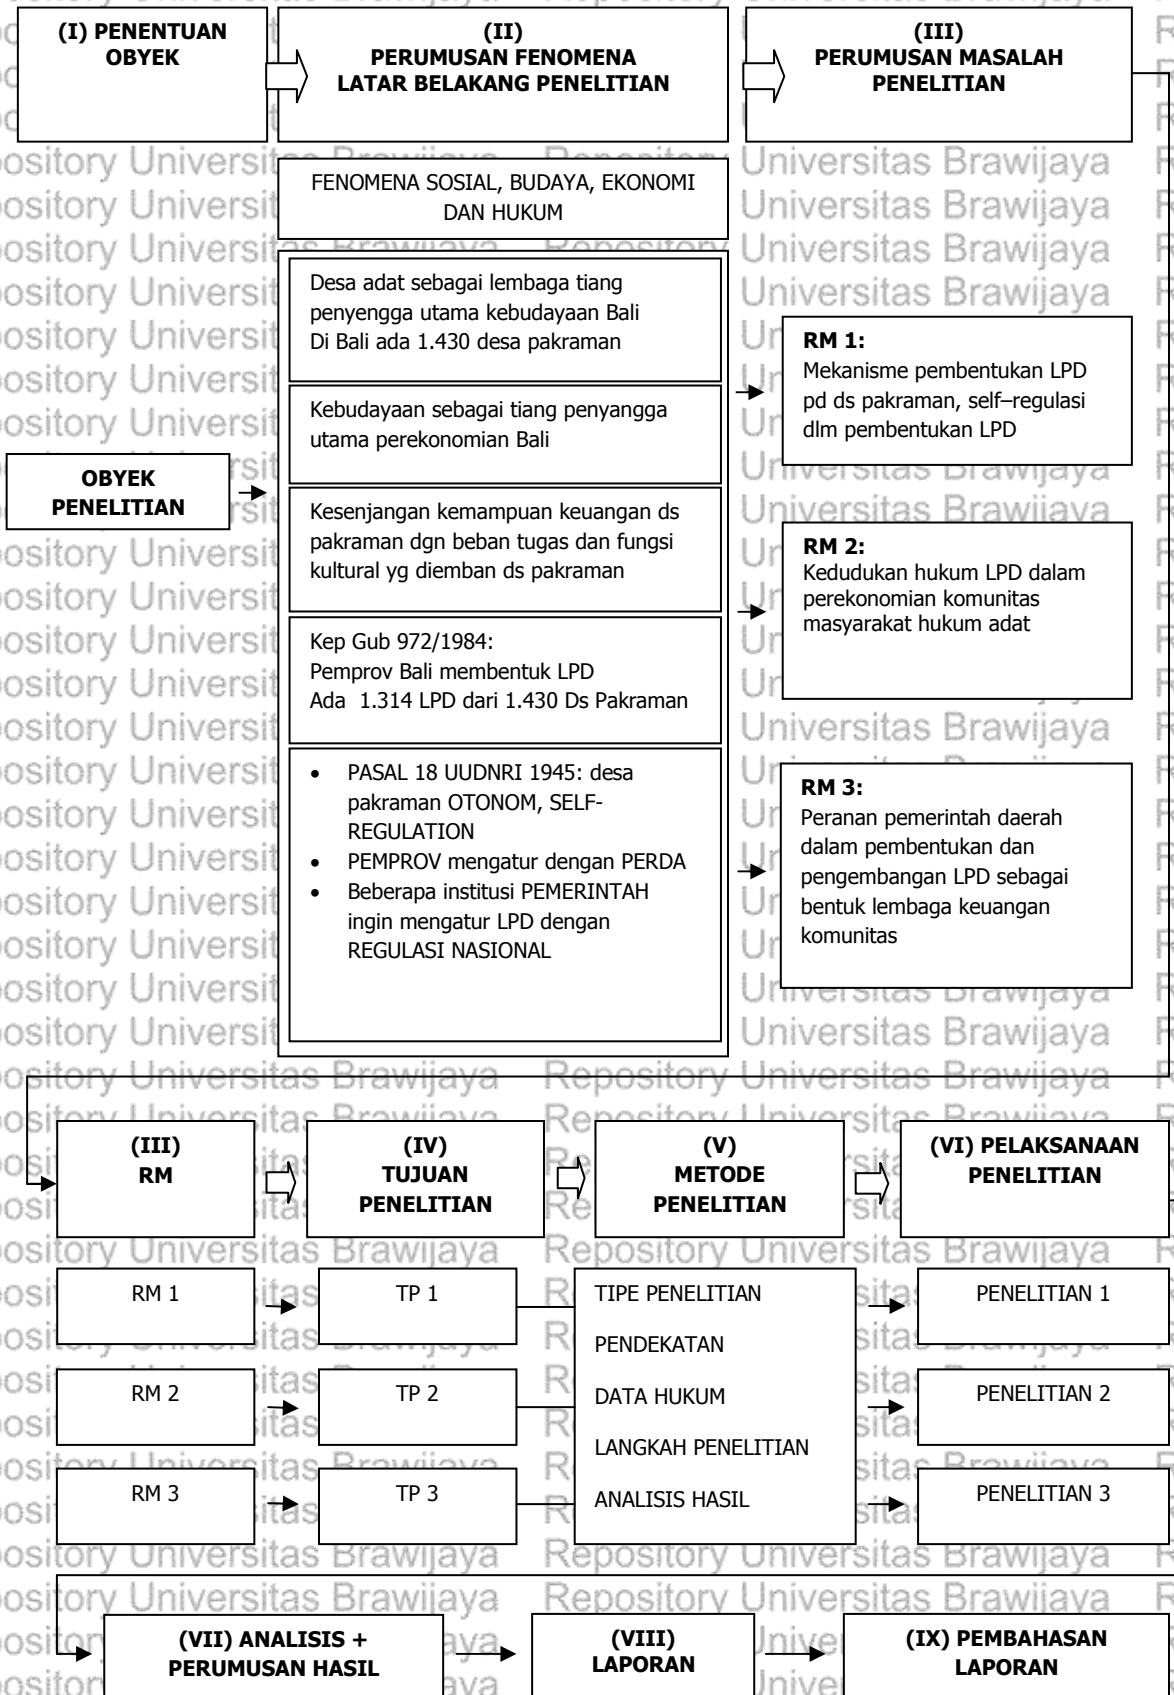 (I) PENENTUAN
OBYEK
(II)
PERUMUSAN FENOMENA
LATAR BELAKANG PENELITIAN
(III)
PERUMUSAN MASALAH
PENELITIAN
FENOMENA SOSIAL, BUDAYA, EKONOMI
DAN HUKUM
OBYEK
PENELITIAN
Desa adat sebagai lembaga tiang
penyengga utama kebudayaan Bali
Di Bali ada 1.430 desa pakraman
Kebudayaan sebagai tiang penyangga
utama perekonomian Bali
Kesenjangan kemampuan keuangan ds
pakraman dgn beban tugas dan fungsi
kultural yg diemban ds pakraman
Kep Gub 972/1984:
Pemprov Bali membentuk LPD
Ada 1.314 LPD dari 1.430 Ds Pakraman
• PASAL 18 UUDNRI 1945: desa
pakraman OTONOM, SELF-
REGULATION
• PEMPROV mengatur dengan PERDA
• Beberapa institusi PEMERINTAH
ingin mengatur LPD dengan
REGULASI NASIONAL
RM 1:
Mekanisme pembentukan LPD
pd ds pakraman, self–regulasi
dlm pembentukan LPD
RM 2:
Kedudukan hukum LPD dalam
perekonomian komunitas
masyarakat hukum adat
RM 3:
Peranan pemerintah daerah
dalam pembentukan dan
pengembangan LPD sebagai
bentuk lembaga keuangan
komunitas
(III)
RM
(IV)
TUJUAN
PENELITIAN
(V)
METODE
PENELITIAN
(VI) PELAKSANAAN
PENELITIAN
RM 1
TP 1
TIPE PENELITIAN
PENELITIAN 1
PENDEKATAN
RM 2
TP 2
DATA HUKUM
PENELITIAN 2
LANGKAH PENELITIAN
RM 3
TP 3
ANALISIS HASIL
PENELITIAN 3
(VII) ANALISIS +
PERUMUSAN HASIL
(VIII)
LAPORAN
(IX) PEMBAHASAN
LAPORAN
Repository Universitas Brawijaya